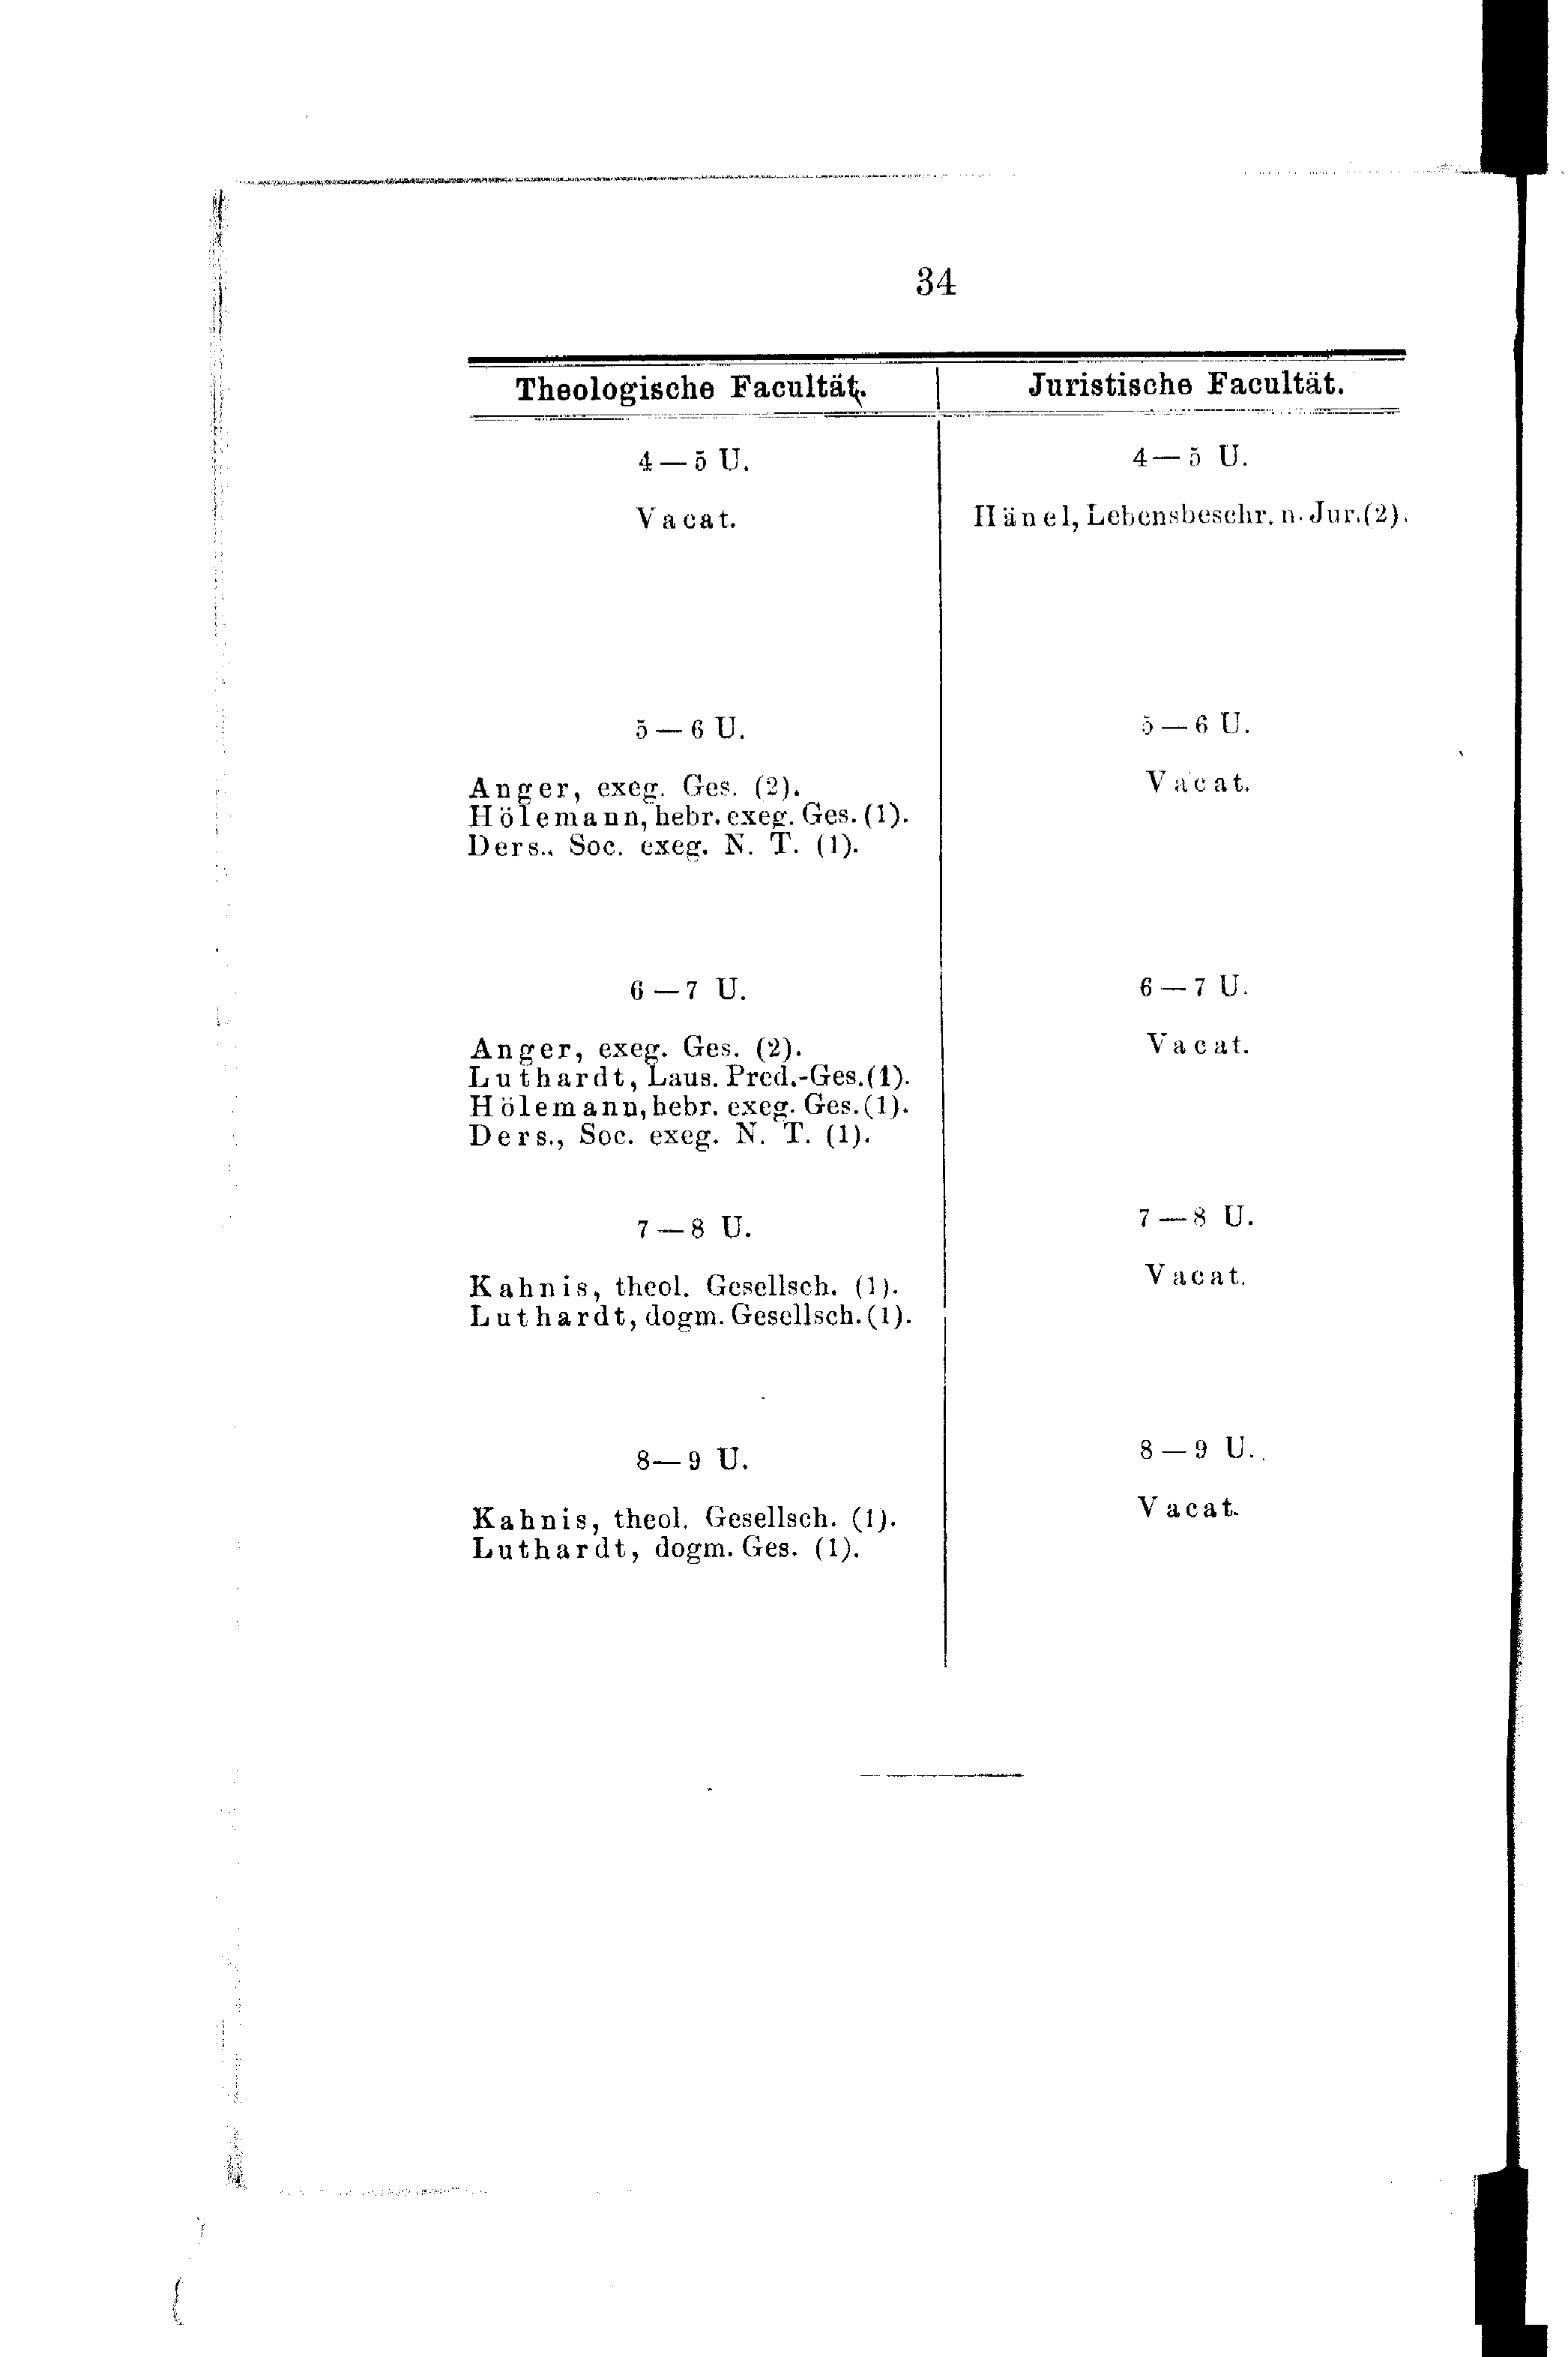 34
Theologische Facultät.
4—5 U.
Vacat.
5—6 U.
Anger, exeg. Ges. (2).
Hölemann, hebr. exeg. Ges. (1).
Ders., Soc. exeg. N. T. (1).
6—7 U.
Anger, exeg. Ges. (2).
Luthardt, Laus. Pred.-Ges. (1).
Hölemann, hebr. exeg. Ges. (1).
Ders., Soc. exeg. N. T. (1).
7—8 U.
Kahnis, theol. Gesellsch. (1).
Luthardt, dogm. Gesellsch. (1).
8—9 U.
Kahnis, theol. Gesellsch. (1).
Luthardt, dogm. Ges. (1).
Juristische Facultät.
4—5 U.
Hänel, Lebensbeschr. n. Jur. (2).
5—6 U.
Vacat.
6—7 U.
Vacat.
7—8 U.
Vacat.
8—9 U.
Vacat.